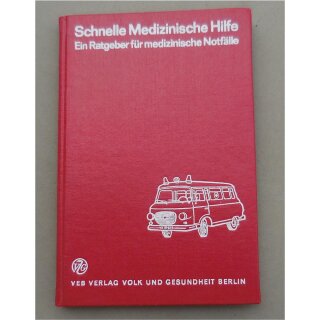 Schnelle Medizinische Hilfe
Ein Ratgeber für medizinische Notfälle
VEB VERLAG VOLK UND GESUNDHEIT BERLIN